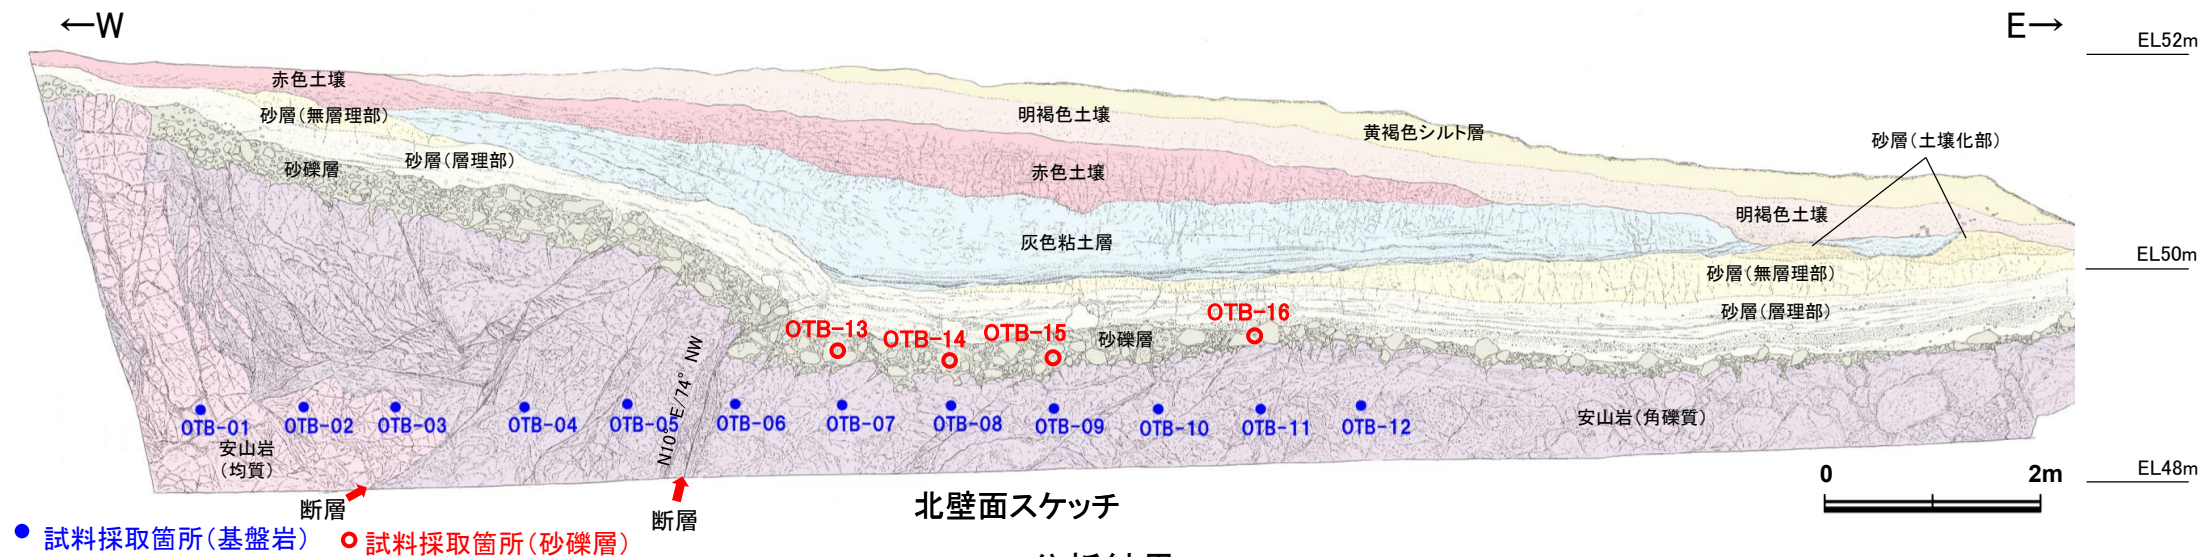 ←W
E→
EL52m
赤色土壌
砂層(無層理部)
明褐色土壌
黄褐色シルト層
砂層(土壌化部)
砂層(層理部)
砂礫層
赤色土壌
明褐色土壌
灰色粘土層
EL50m
砂層(無層理部)
砂層(層理部)
OTB-13
OTB-14
OTB-15
OTB-16
砂礫層
N10°E/74° NW
OTB-01
OTB-02
OTB-03
OTB-04
OTB-05
OTB-06
OTB-07
OTB-08
OTB-09
OTB-10
OTB-11
OTB-12
安山岩(角礫質)
安山岩
(均質)
EL48m
0
2m
断層
断層
北壁面スケッチ
試料採取箇所(基盤岩)
試料採取箇所(砂礫層)